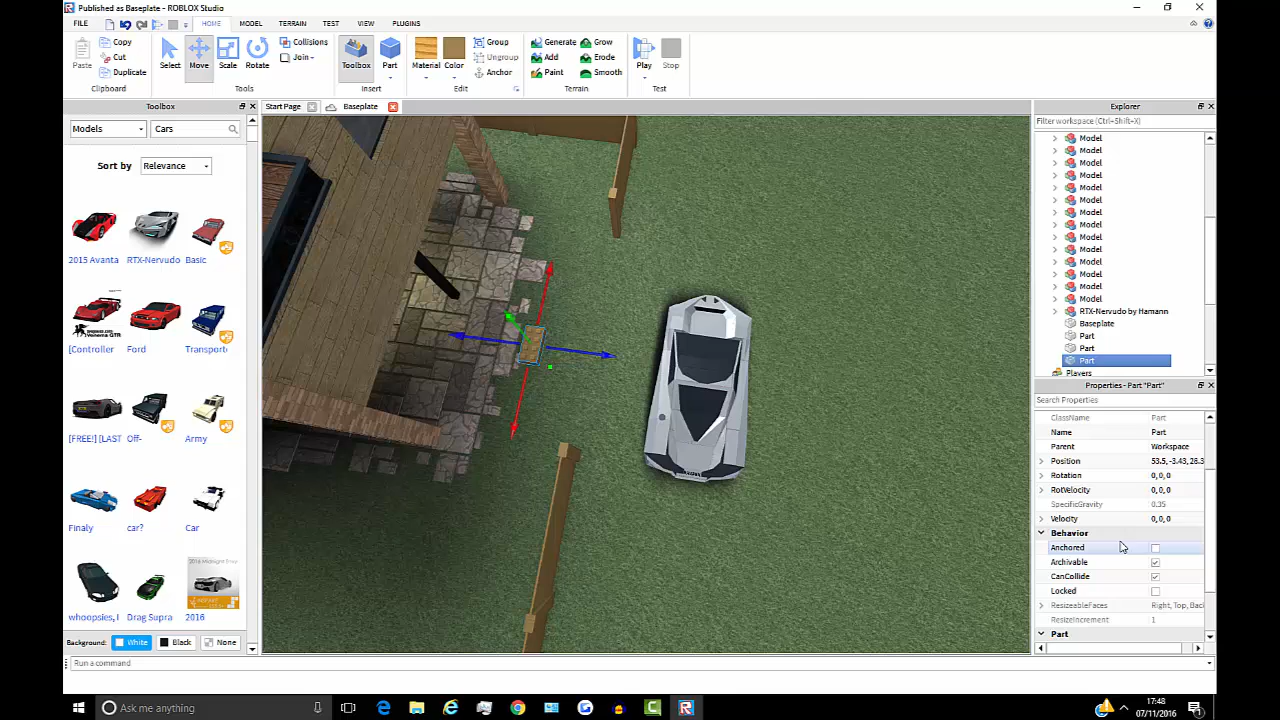 Published as Baseplate - ROBLOX Studio
FILE HOME MODEL TERRAIN TEST VIEW PLUGINS
Paste Copy Cut Duplicate Select Move Scale Rotate Collisions Join Toolbox Part Material Color Group Ungroup Anchor Generate Add Paint Grow Erode Smooth Play Stop
Clipboard Tools Insert Edit Terrain Test
Toolbox
Models Cars
Sort by Relevance
2015 Avanta RTX-Nervudo Basic
[Controller Ford Transporte
[FREE!] [LAST Off- Army
Finaly car? Car
whoopsies, I Drag Supra 2016
Background: White Black None
Start Page Baseplate
Explorer
Filter workspace (Ctrl+Shift+X)
Model
Model
Model
Model
Model
Model
Model
Model
Model
Model
Model
Model
Model
Model
RTX-Nervudo by Hamann
Baseplate
Part
Part
Part
Players
Properties - Part "Part"
Search Properties
ClassName Part
Name Part
Parent Workspace
Position 53.5, -3.43, 28.3
Rotation 0,0,0
RotVelocity 0,0,0
SpecificGravity 0.35
Velocity 0,0,0
Behavior
Anchored
Archivable
CanCollide
Locked
ResizeableFaces Right, Top, Bac
ResizeIncrement 1
Part
Run a command
Ask me anything
17:48
07/11/2016